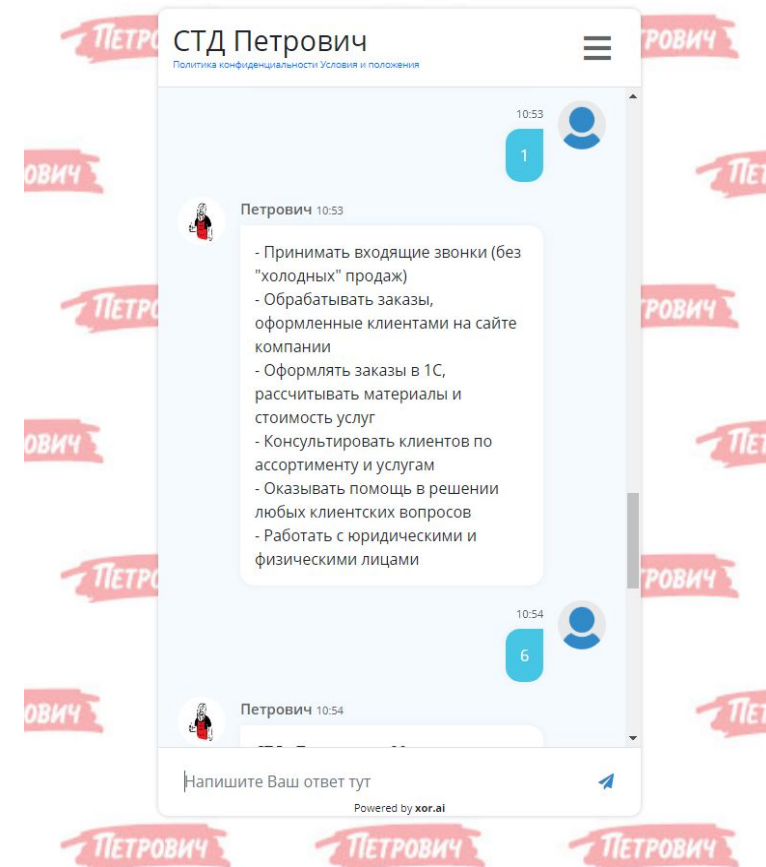 ПЕТРОВИЧ
СТД Петрович
Политика конфиденциальности Условия и положения
10:53
1
Петрович 10:53
- Принимать входящие звонки (без
"холодных" продаж)
- Обрабатывать заказы,
оформленные клиентами на сайте
компании
- Оформлять заказы в 1С,
рассчитывать материалы и
стоимость услуг
- Консультировать клиентов по
ассортименту и услугам
- Оказывать помощь в решении
любых клиентских вопросов
- Работать с юридическими и
физическими лицами
10:54
6
Петрович 10:54
Напишите Ваш ответ тут
Powered by xor.ai
ПЕТРОВИЧ
ПЕТРОВИЧ
ПЕТРОВИЧ